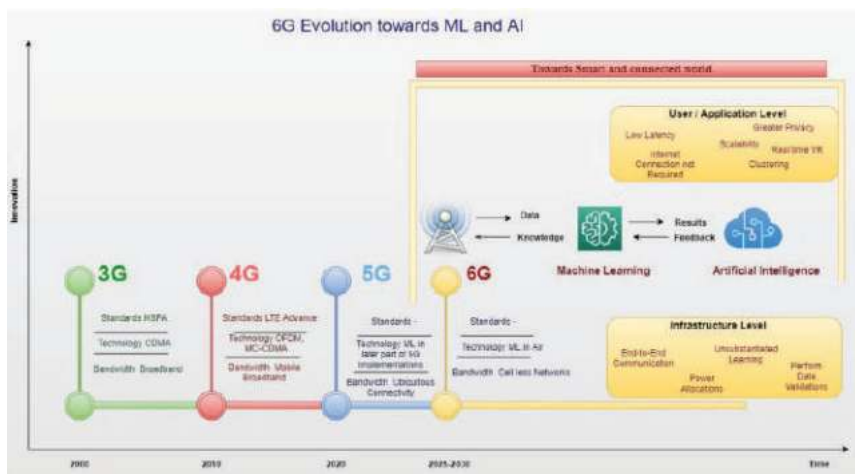 6G Evolution towards ML and AI
Towards Smart and connected world
User / Application Level
Greater Privacy
Low Latency
Scalability
Real time VR
Internet
Connection not
Required
Clustering
Innovation
Data
Knowledge
Results
Feedback
Machine Learning
Artificial Intelligence
3G
4G
5G
6G
Standards HSPA
Technology CDMA
Bandwidth Broadband
Standards LTE Advance
Technology OFDM,
MC-CDMA
Bandwidth Mobile
Broadband
Standards -
Technology ML in
later part of 5G
Implementations
Bandwidth Ubiquitous
Connectivity
Standards -
Technology ML in Air
Bandwidth Cell less Networks
Infrastructure Level
End-to-End
Communication
Learning
Power
Allocations
Perform
Data
Validations
2000
2010
2020
2025-2030
Time